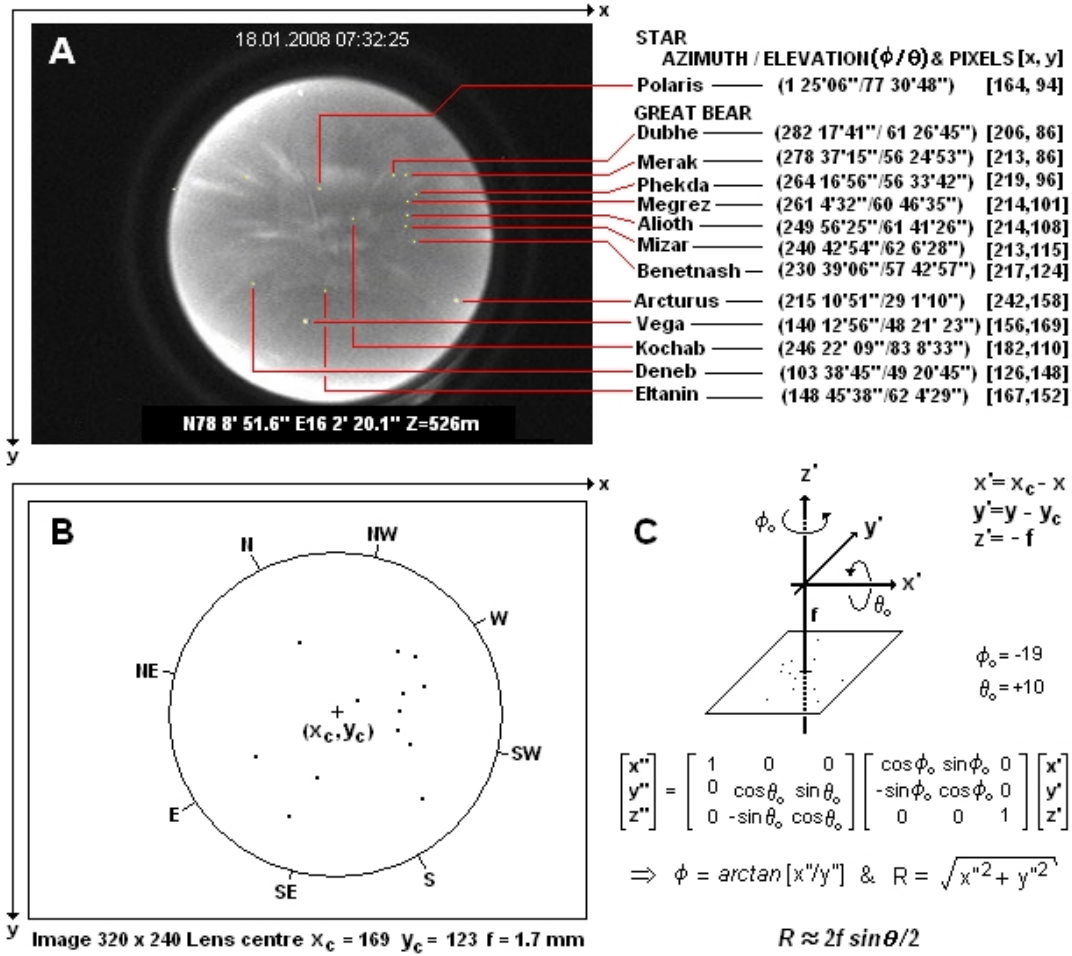 x
A
18.01.2008 07:32:25
STAR
AZIMUTH / ELEVATION(ϕ/θ) & PIXELS [x, y]
Polaris (1 25'06"/77 30'48") [164, 94]
GREAT BEAR
Dubhe (282 17'41"/ 61 26'45") [206, 86]
Merak (278 37'15"/56 24'53") [213, 86]
Phekda (264 16'56"/56 33'42") [219, 96]
Megrez (261 4'32"/60 46'35") [214,101]
Alioth (249 56'25"/61 41'26") [214,108]
Mizar (240 42'54"/62 6'28") [213,115]
Benetnash (230 39'06"/57 42'57") [217,124]
Arcturus (215 10'51"/29 1'10") [242,158]
Vega (140 12'56"/48 21' 23") [156,169]
Kochab (246 22' 09"/83 8'33") [182,110]
Deneb (103 38'45"/49 20'45") [126,148]
Eltanin (148 45'38"/62 4'29") [167,152]
N78 8' 51.6" E16 2' 20.1" Z=526m
y
x
B
N
NW
W
NE
(xc,yc)
SW
E
SE
S
y
Image 320 x 240 Lens centre xc = 169 yc = 123 f = 1.7 mm
C
z'
ϕo
y'
x'
θo
f
x'= xc - x
y'=y - yc
z'= - f
ϕo = -19
θo = +10
[x''] = [1 0 0] [cosϕo sinϕo 0] [x']
[y''] [0 cosθo sinθo] [-sinϕo cosϕo 0] [y']
[z''] [0 -sinθo cosθo] [0 0 1] [z']
⇒ ϕ = arctan [x''/y''] & R = √x''2 + y''2
R ≈ 2f sinθ/2